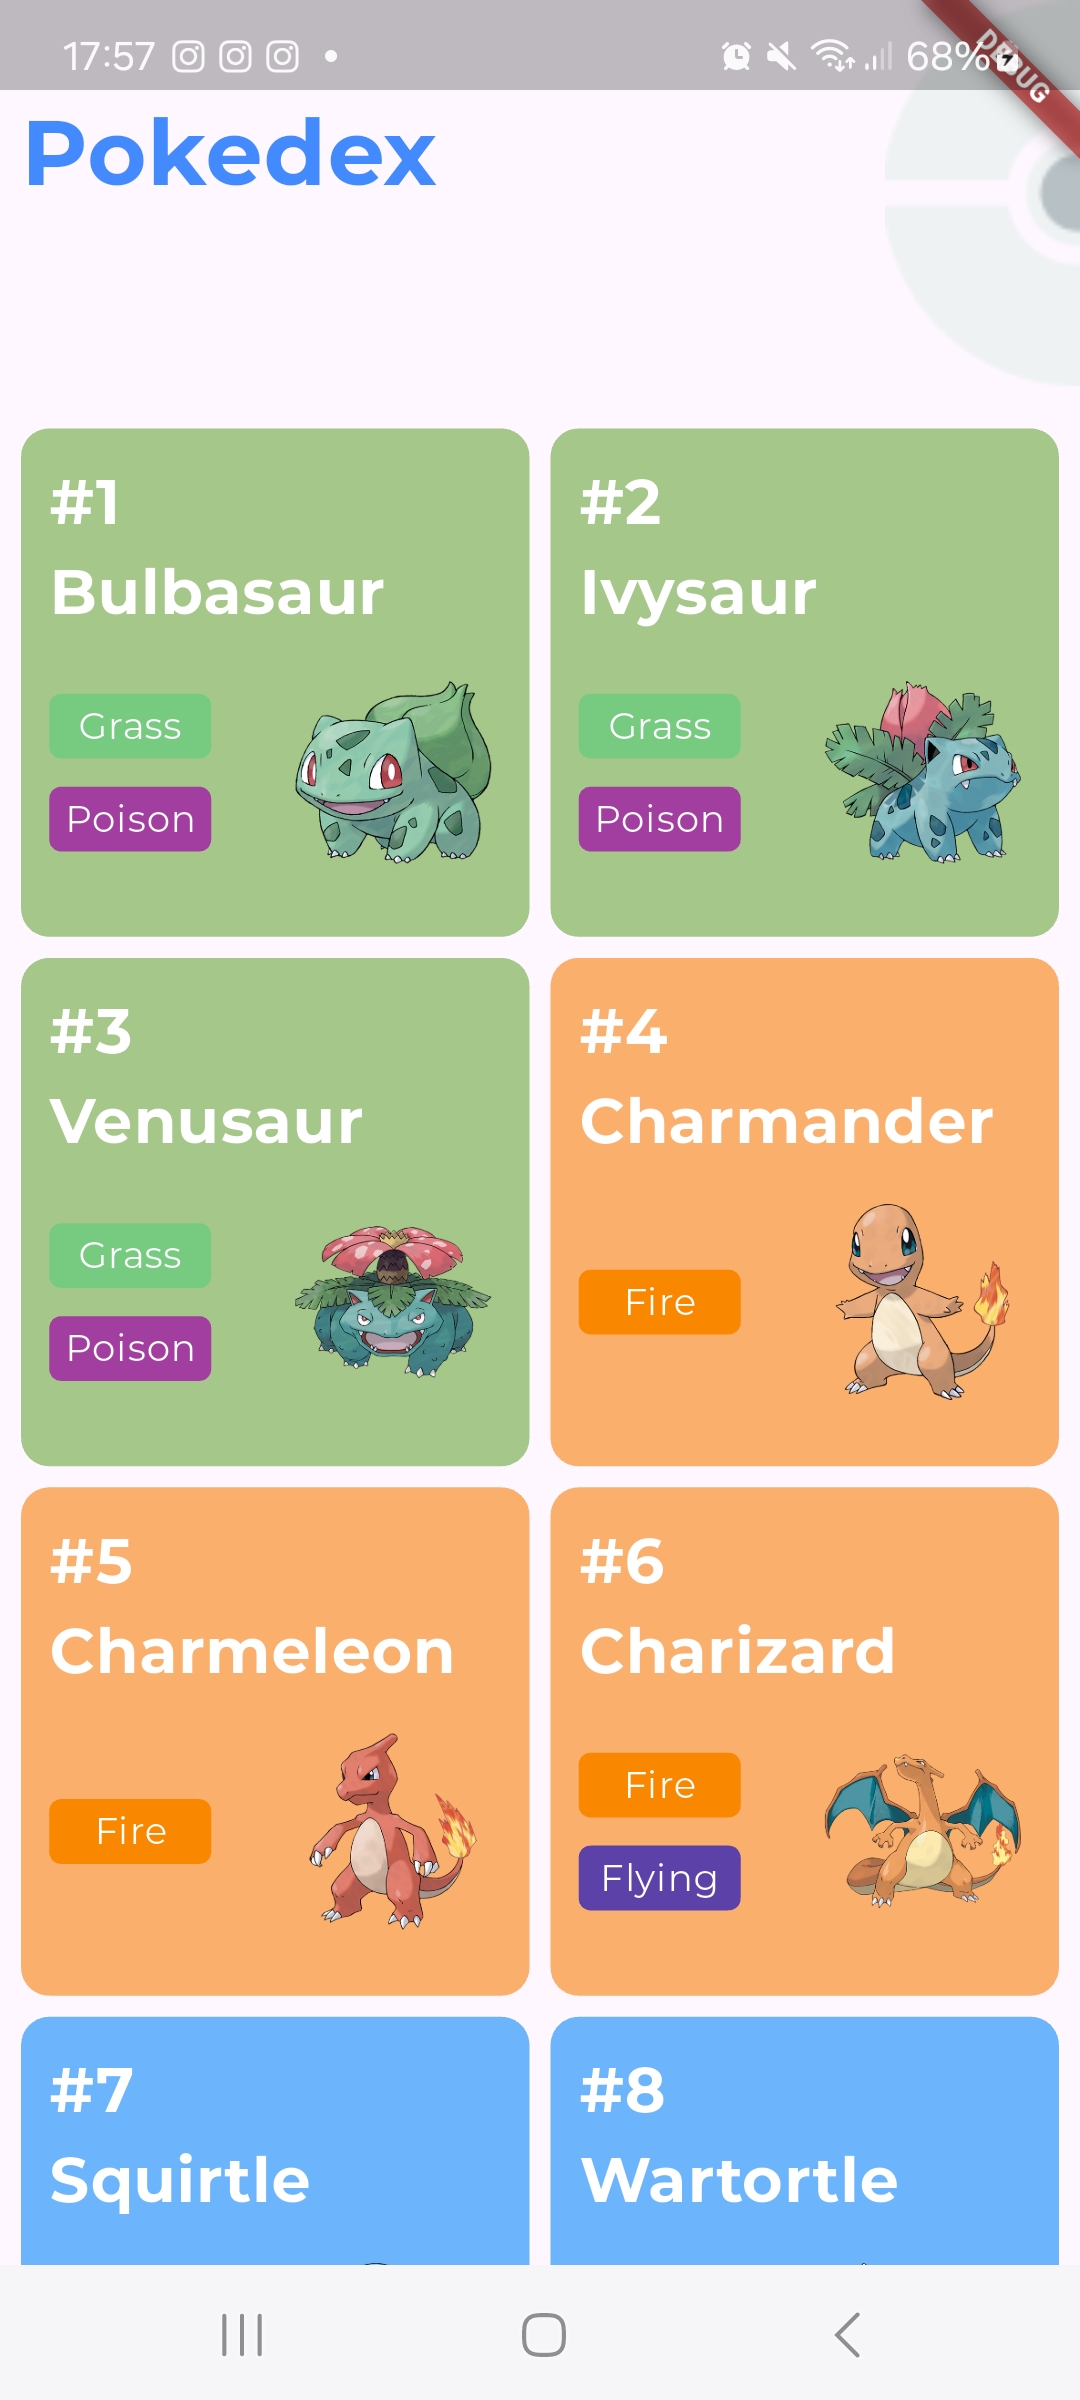 17:57
68%
DEBUG
Pokedex
#1
Bulbasaur
Grass
Poison
#2
Ivysaur
Grass
Poison
#3
Venusaur
Grass
Poison
#4
Charmander
Fire
#5
Charmeleon
Fire
#6
Charizard
Fire
Flying
#7
Squirtle
#8
Wartortle